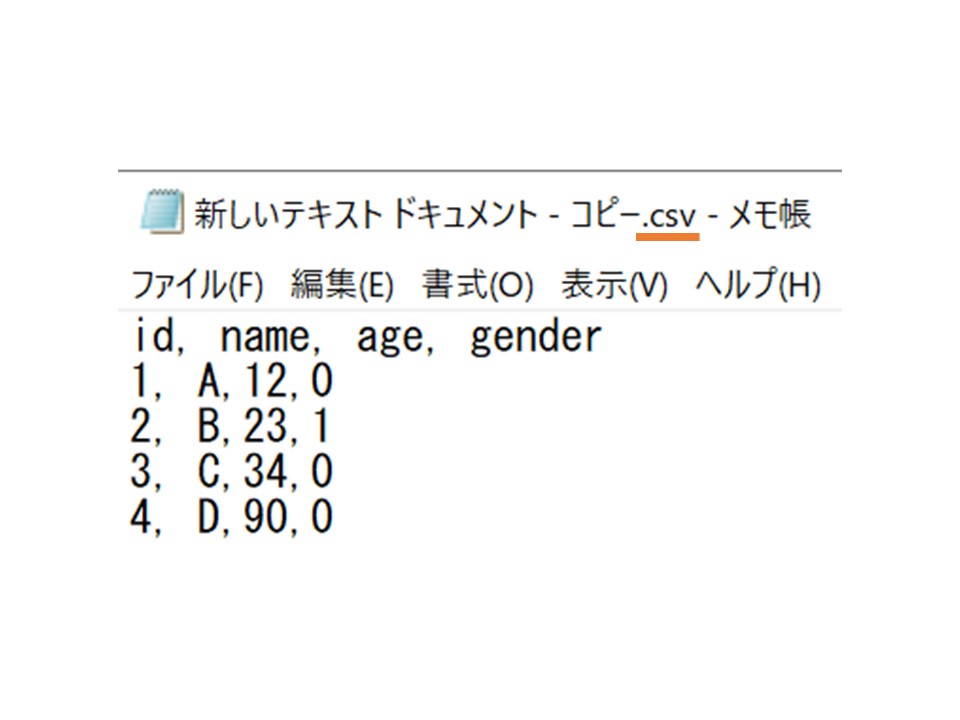 新しいテキスト ドキュメント - コピー.csv - メモ帳
ファイル(F) 編集(E) 書式(O) 表示(V) ヘルプ(H)
id, name, age, gender
1, A,12,0
2, B,23,1
3, C,34,0
4, D,90,0